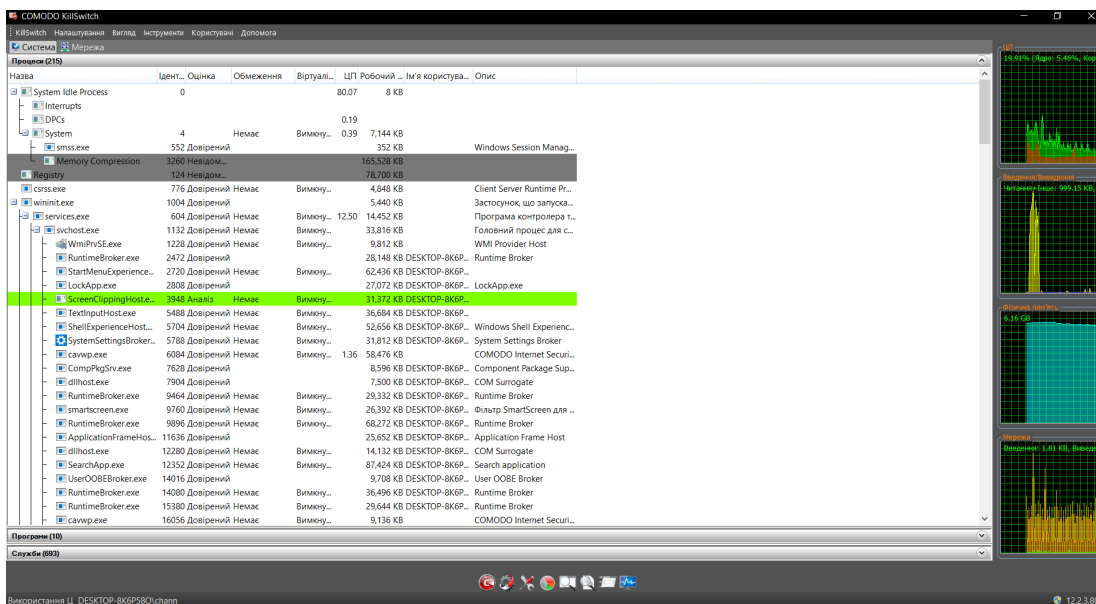 COMODO KillSwitch
KillSwitch Налаштування Вигляд Інструменти Користувачі Допомога
Система Мережа
Процеси (215)
Назва Ідент... Оцінка Обмеження Віртуалі... ЦП Робочий ... Ім'я користува... Опис
System Idle Process 0 80.07 8 KB
Interrupts
DPCs 0.19
System 4 Немає Вимкну... 0.39 7,144 KB
smss.exe 552 Довірений 352 KB Windows Session Manag...
Memory Compression 3260 Невідом... 165,528 KB
Registry 124 Невідом... 78,700 KB
csrss.exe 776 Довірений Немає Вимкну... 4,848 KB Client Server Runtime Pr...
wininit.exe 1004 Довірений 5,440 KB Застосунок, що запуска...
services.exe 604 Довірений Немає Вимкну... 12.50 14,452 KB Програма контролера т...
svchost.exe 1132 Довірений 33,816 KB Головний процес для с...
WmiPrvSE.exe 1228 Довірений Немає Вимкну... 9,812 KB WMI Provider Host
RuntimeBroker.exe 2472 Довірений 28,148 KB DESKTOP-8K6P... Runtime Broker
StartMenuExperience... 2720 Довірений Немає Вимкну... 62,436 KB DESKTOP-8K6P...
LockApp.exe 2808 Довірений 27,072 KB DESKTOP-8K6P... LockApp.exe
ScreenClippingHost.e... 3948 Аналіз Немає Вимкну... 31,372 KB DESKTOP-8K6P...
TextInputHost.exe 5488 Довірений Немає Вимкну... 36,684 KB DESKTOP-8K6P...
ShellExperienceHost.... 5704 Довірений Немає Вимкну... 52,656 KB DESKTOP-8K6P... Windows Shell Experienc...
SystemSettingsBroker... 5788 Довірений Немає Вимкну... 31,812 KB DESKTOP-8K6P... System Settings Broker
cavwp.exe 6084 Довірений Немає Вимкну... 1.36 58,476 KB COMODO Internet Securi...
CompPkgSrv.exe 7628 Довірений 8,596 KB DESKTOP-8K6P... Component Package Sup...
dllhost.exe 7904 Довірений 7,500 KB DESKTOP-8K6P... COM Surrogate
RuntimeBroker.exe 9464 Довірений Немає Вимкну... 29,332 KB DESKTOP-8K6P... Runtime Broker
smartscreen.exe 9760 Довірений Немає Вимкну... 26,392 KB DESKTOP-8K6P... Фільтр SmartScreen для ...
RuntimeBroker.exe 9896 Довірений Немає Вимкну... 68,272 KB DESKTOP-8K6P... Runtime Broker
ApplicationFrameHos... 11636 Довірений 25,652 KB DESKTOP-8K6P... Application Frame Host
dllhost.exe 12280 Довірений Немає Вимкну... 14,132 KB DESKTOP-8K6P... COM Surrogate
SearchApp.exe 12352 Довірений Немає Вимкну... 87,424 KB DESKTOP-8K6P... Search application
UserOOBEBroker.exe 14016 Довірений 9,708 KB DESKTOP-8K6P... User OOBE Broker
RuntimeBroker.exe 14080 Довірений Немає Вимкну... 36,496 KB DESKTOP-8K6P... Runtime Broker
RuntimeBroker.exe 15380 Довірений Немає Вимкну... 29,644 KB DESKTOP-8K6P... Runtime Broker
cavwp.exe 16056 Довірений Немає Вимкну... 9,136 KB COMODO Internet Securi...
Програми (10)
Служби (693)
ЦП
19.91% (Ядро: 5.46%, Кор
Введення/Виведення
Читання+Інше: 999.15 KB,
Фізична пам'ять
6.16 GB
Мережа
Введення: 1.81 KB, Виведе
Використання Ц DESKTOP-8K6P58O\chann
12.2.3.80